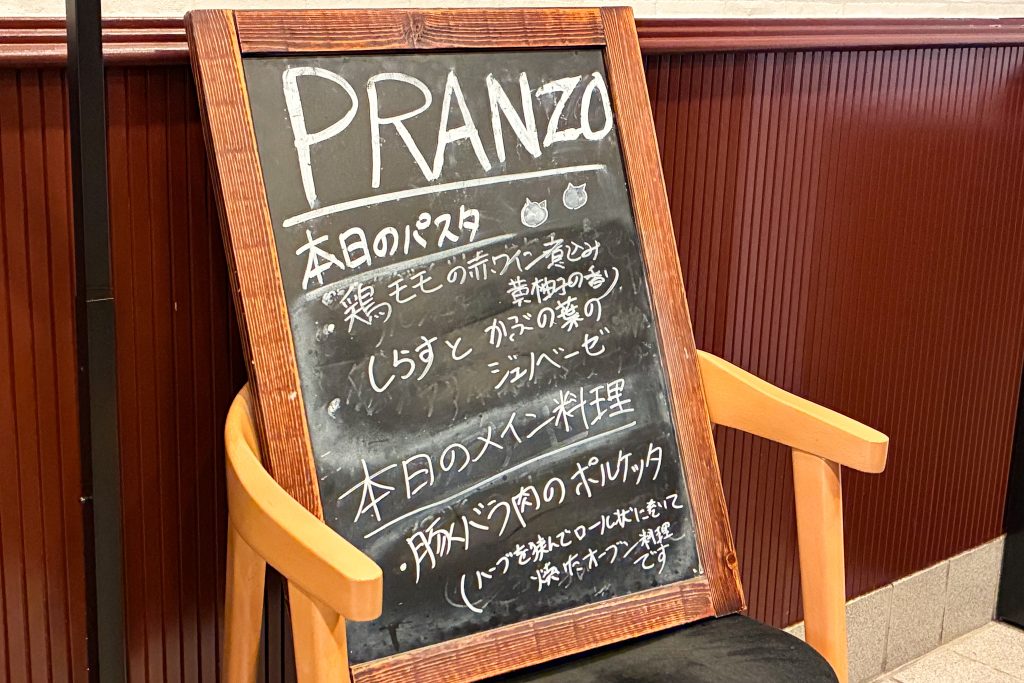 PRANZO
本日のパスタ
・鶏モモの赤ワイン煮込み
黄柚子の香り
しらすと かぶの葉の
ジェノベーゼ
本日のメイン料理
・豚バラ肉のポルケッタ
(ハーブを挟んでロール状に巻いて
焼いたオーブン料理
です